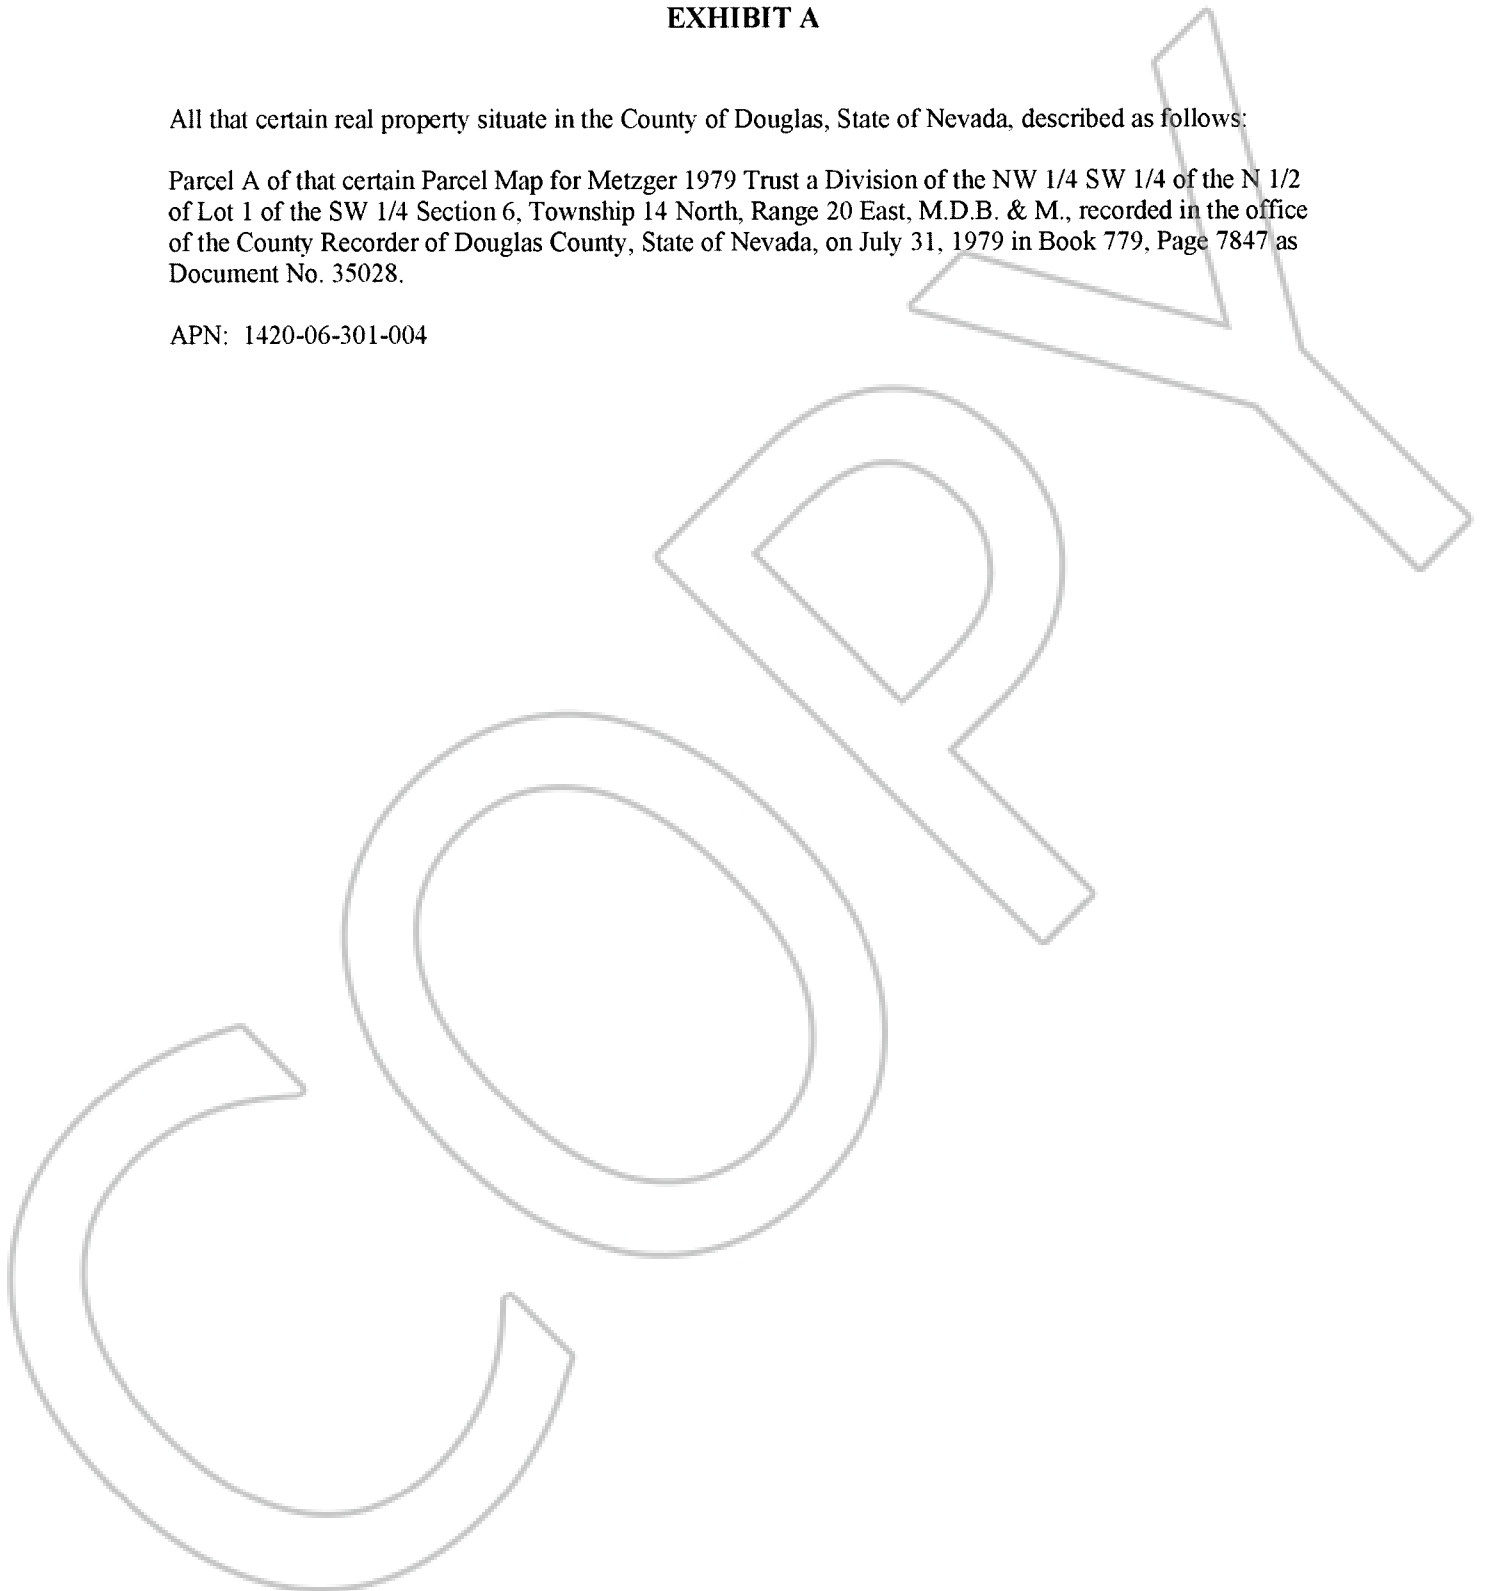 EXHIBIT A
All that certain real property situate in the County of Douglas, State of Nevada, described as follows:
Parcel A of that certain Parcel Map for Metzger 1979 Trust a Division of the NW 1/4 SW 1/4 of the N 1/2
of Lot 1 of the SW 1/4 Section 6, Township 14 North, Range 20 East, M.D.B. & M., recorded in the office
of the County Recorder of Douglas County, State of Nevada, on July 31, 1979 in Book 779, Page 7847 as
Document No. 35028.
APN: 1420-06-301-004
COPY